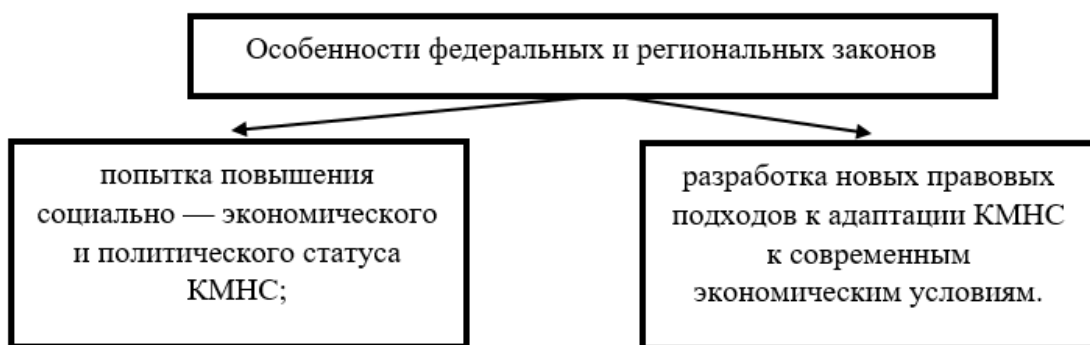 Особенности федеральных и региональных законов
попытка повышения
социально — экономического
и политического статуса
КМНС;
разработка новых правовых
подходов к адаптации КМНС
к современным
экономическим условиям.